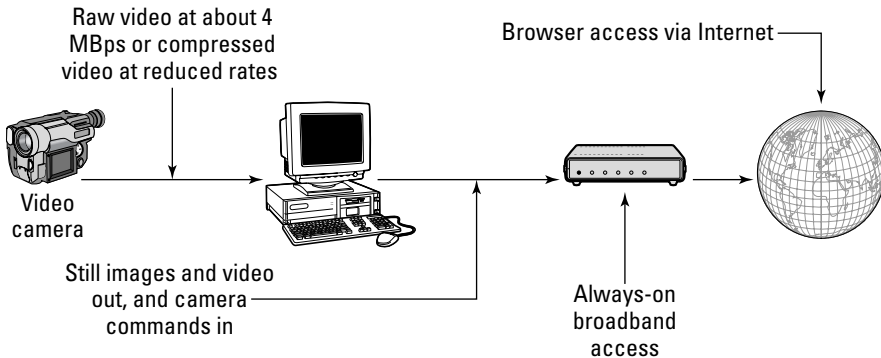 Raw video at about 4
MBps or compressed
video at reduced rates
Browser access via Internet
Video
camera
Still images and video
out, and camera
commands in
Always-on
broadband
access